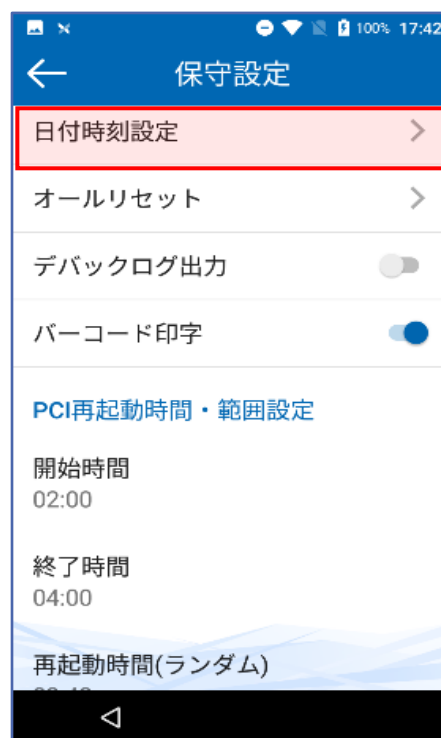 100% 17:42
保守設定
日付時刻設定
オールリセット
デバックログ出力
バーコード印字
PCI再起動時間・範囲設定
開始時間
02:00
終了時間
04:00
再起動時間(ランダム)